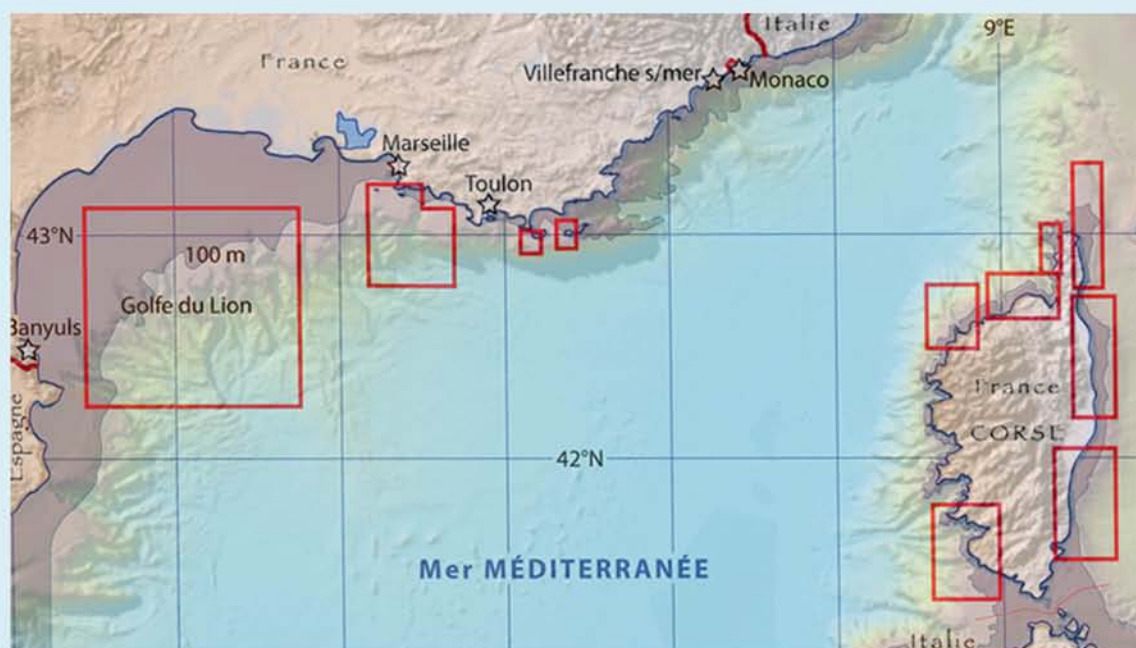 Italie
9°E
France
Villefranche s/mer
Monaco
Marseille
Toulon
43°N
100 m
Golfe du Lion
Banyuls
France
Espagne
CORSE
42°N
Mer MÉDITERRANÉE
Italie